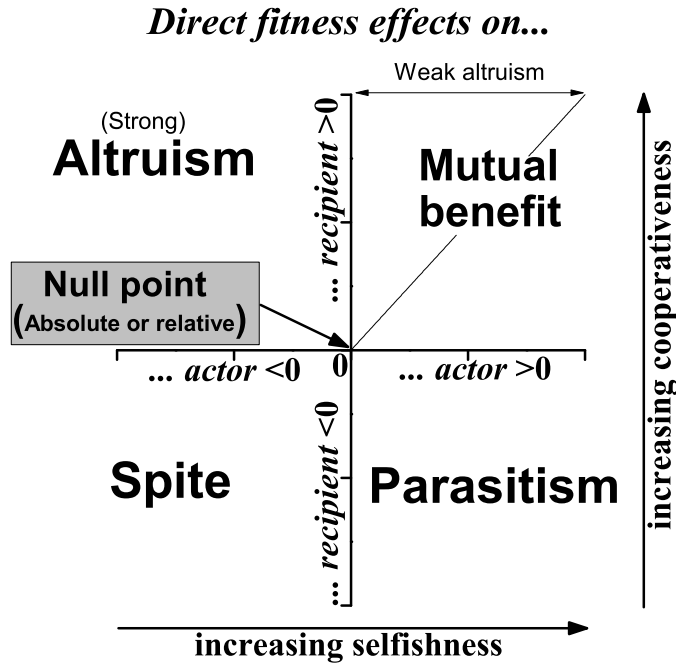 Direct fitness effects on...
Weak altruism
(Strong)
Altruism
... recipient >0
Mutual
benefit
increasing cooperativeness
Null point
(Absolute or relative)
... actor <0
0
... actor >0
Spite
... recipient <0
Parasitism
increasing selfishness